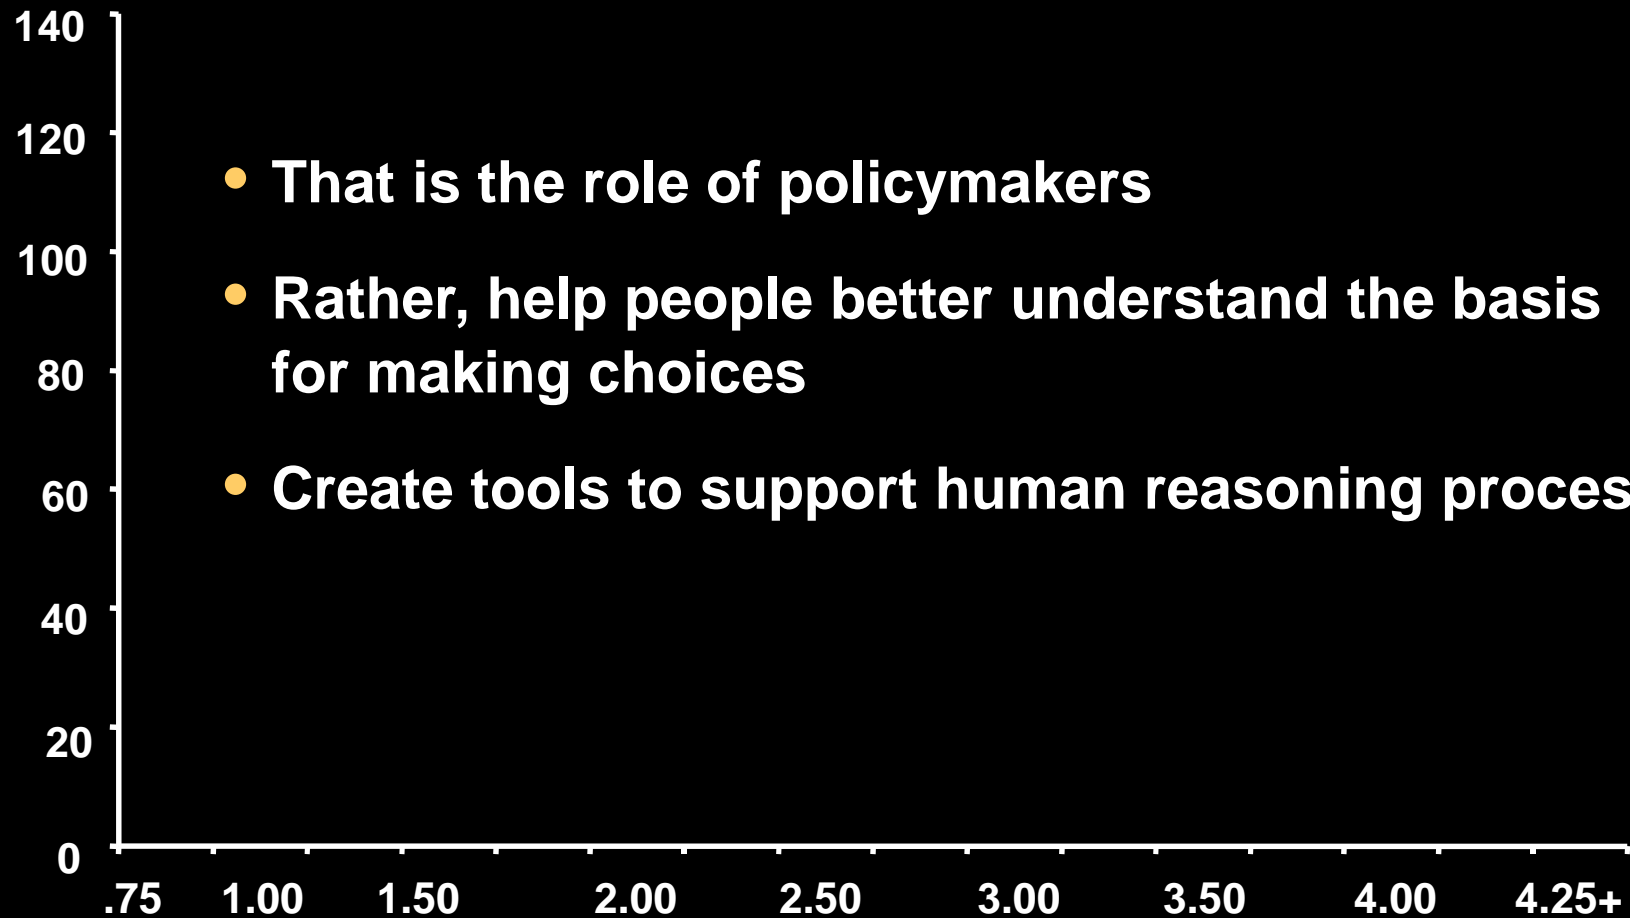 140
120
• That is the role of policymakers
100
• Rather, help people better understand the basis
for making choices
80
• Create tools to support human reasoning proces
60
40
20
0
.75 1.00 1.50 2.00 2.50 3.00 3.50 4.00 4.25+